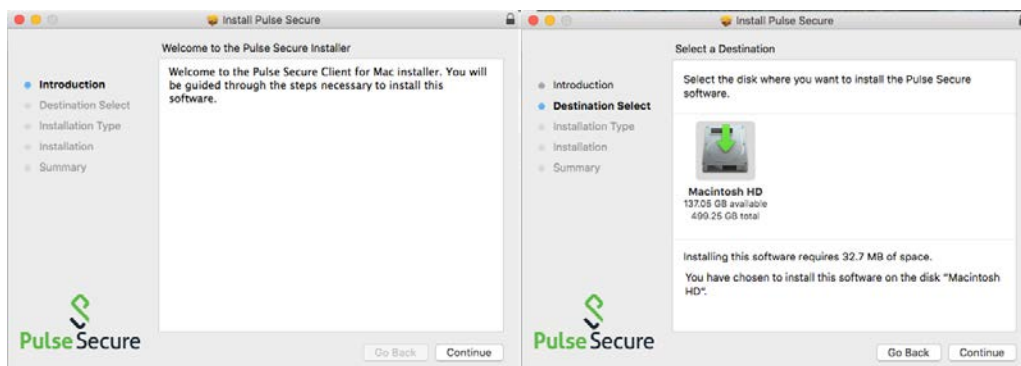 Install Pulse Secure
Welcome to the Pulse Secure Installer
Introduction
Destination Select
Installation Type
Installation
Summary
Welcome to the Pulse Secure Client for Mac installer. You will
be guided through the steps necessary to install this
software.
Pulse Secure
Go Back
Continue
Install Pulse Secure
Select a Destination
Introduction
Destination Select
Installation Type
Installation
Summary
Select the disk where you want to install the Pulse Secure
software.
Macintosh HD
137.05 GB available
499.25 GB total
Installing this software requires 32.7 MB of space.
You have chosen to install this software on the disk “Macintosh
HD”.
Pulse Secure
Go Back
Continue